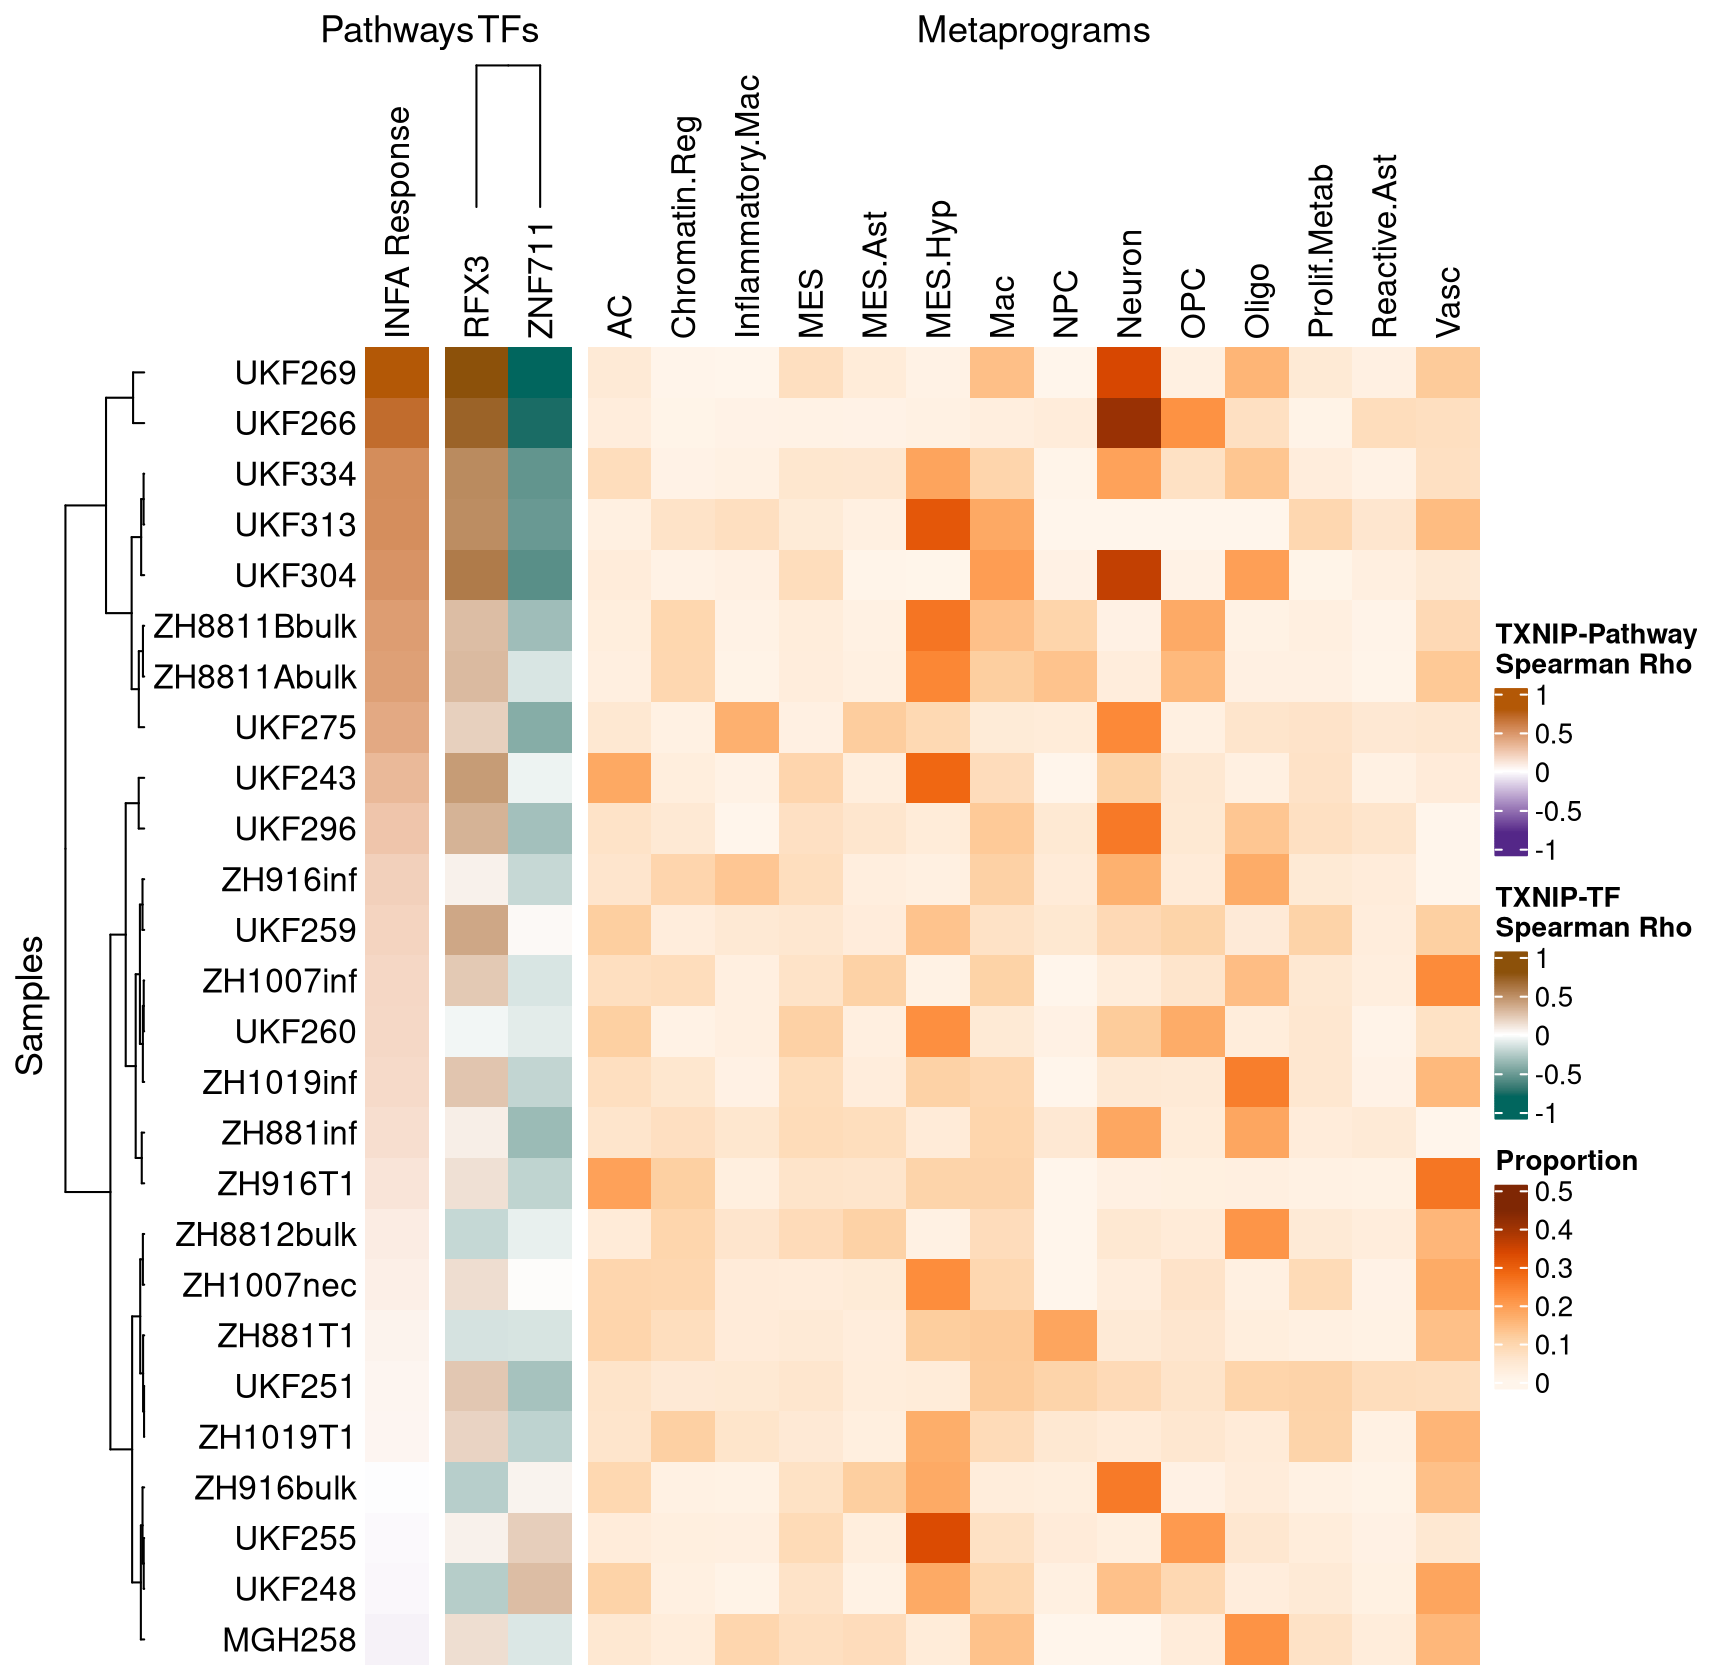 Pathways TFs Metaprograms
INFA Response
RFX3
ZNF711
AC
Chromatin.Reg
Inflammatory.Mac
MES
MES.Ast
MES.Hyp
Mac
NPC
Neuron
OPC
Oligo
Prolif.Metab
Reactive.Ast
Vasc
Samples
UKF269
UKF266
UKF334
UKF313
UKF304
ZH8811Bbulk
ZH8811Abulk
UKF275
UKF243
UKF296
ZH916inf
UKF259
ZH1007inf
UKF260
ZH1019inf
ZH881inf
ZH916T1
ZH8812bulk
ZH1007nec
ZH881T1
UKF251
ZH1019T1
ZH916bulk
UKF255
UKF248
MGH258
TXNIP-Pathway
Spearman Rho
1
0.5
0
-0.5
-1
TXNIP-TF
Spearman Rho
1
0.5
0
-0.5
-1
Proportion
0.5
0.4
0.3
0.2
0.1
0